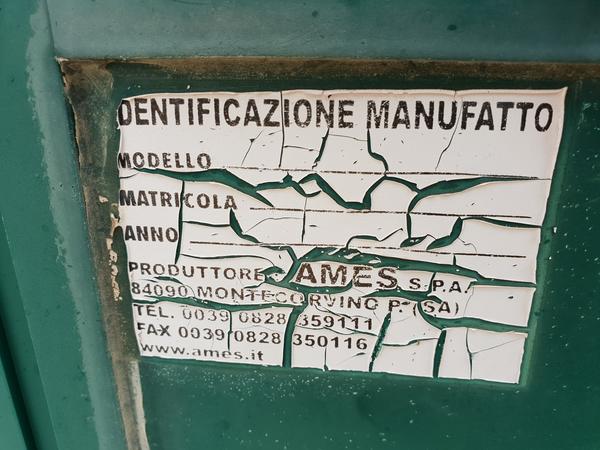 DENTIFICAZIONE MANUFATTO
MODELLO
MATRICOLA
ANNO
PRODUTTORE: AMES S.P.A.
84090 MONTECORVINO P. (SA)
TEL. 0039 0828 359111
FAX 0039 0828 350116
www.ames.it